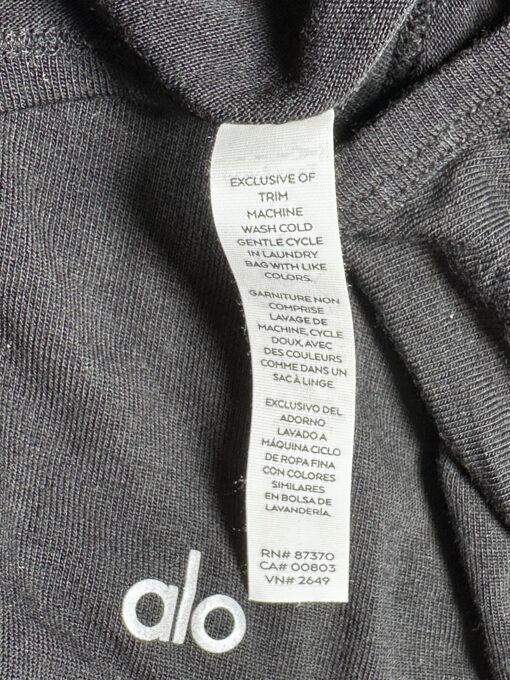 EXCLUSIVE OF
TRIM
MACHINE
WASH COLD
GENTLE CYCLE
IN LAUNDRY
BAG WITH LIKE
COLORS.
GARNITURE NON
COMPRISE
LAVAGE DE
MACHINE, CYCLE
DOUX, AVEC
DES COULEURS
COMME DANS UN
SAC À LINGE
EXCLUSIVO DEL
ADORNO
LAVADO A
MÁQUINA CICLO
DE ROPA FINA
CON COLORES
SIMILARES
EN BOLSA DE
LAVANDERÍA.
RN# 87370
CA# 00803
VN# 2649
alo